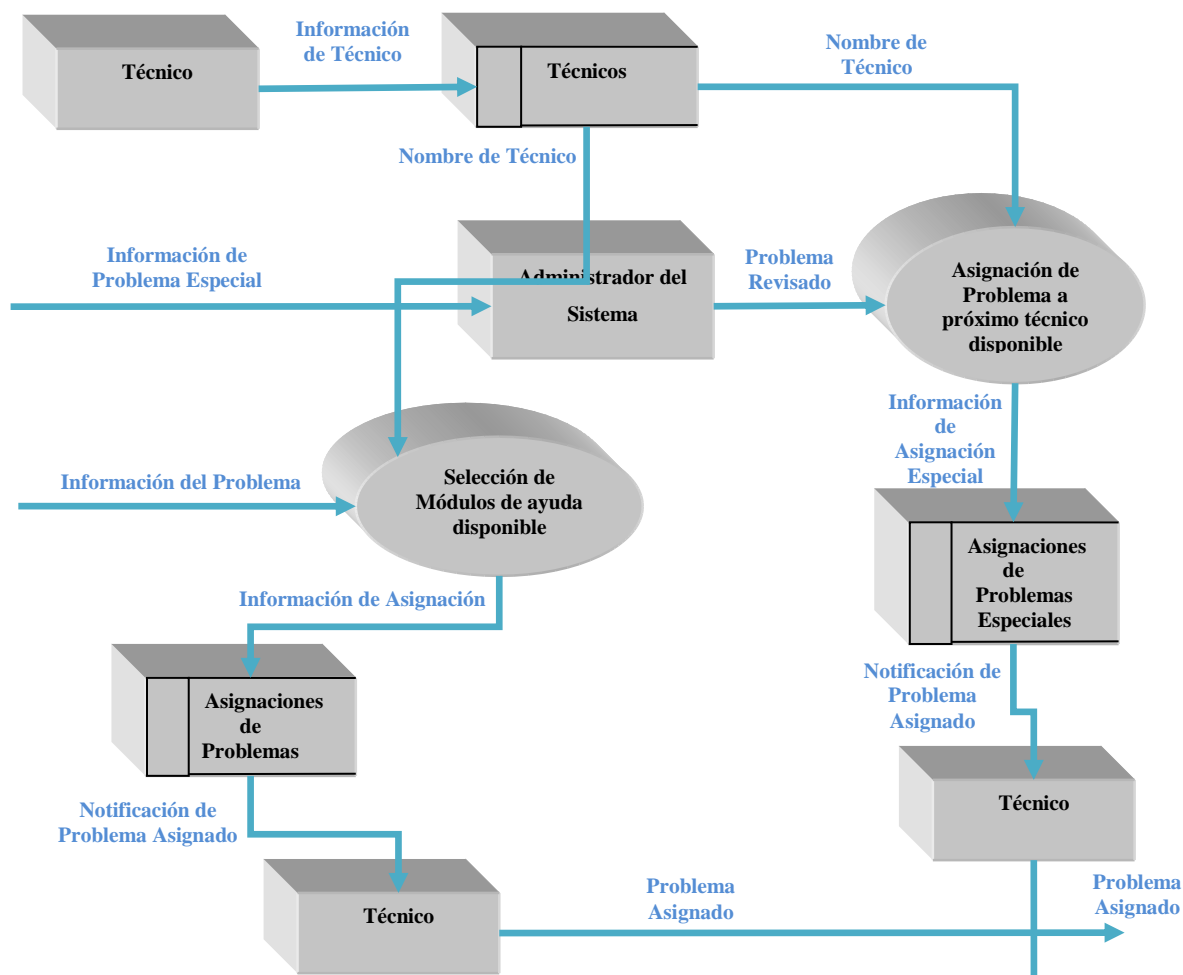 Información
de Técnico
Nombre de
Técnico
Técnico
Técnicos
Nombre de Técnico
Información de
Problema Especial
Administrador del
Sistema
Problema
Revisado
Asignación de
Problema a
próximo técnico
disponible
Información
de
Asignación
Especial
Información del Problema
Selección de
Módulos de ayuda
disponible
Asignaciones
de
Problemas
Especiales
Información de Asignación
Notificación de
Problema
Asignado
Asignaciones
de
Problemas
Técnico
Notificación de
Problema Asignado
Técnico
Problema
Asignado
Problema
Asignado